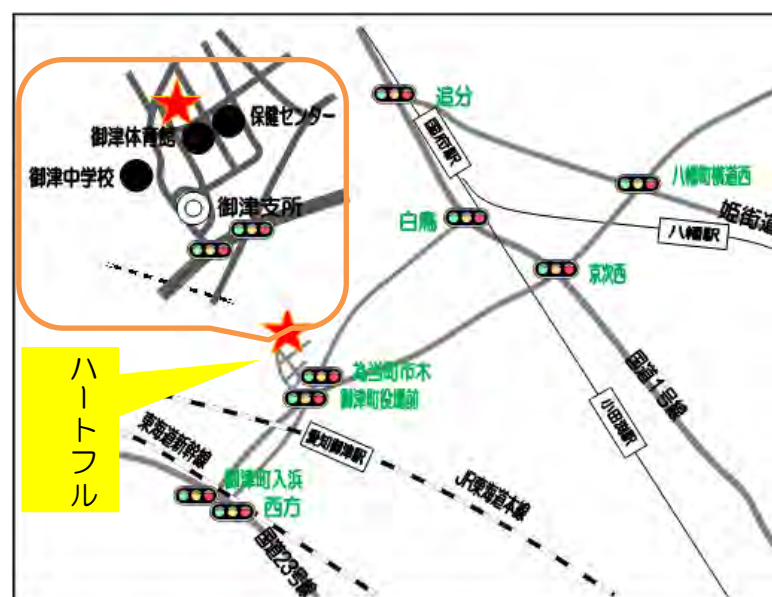 保健センター
御津体育館
御津中学校
御津支所
追分
国府駅
八幡町横道西
姫街道
八幡駅
白鳥
京次西
国道1号線
為当町市木
御津町役場前
小田渕駅
ハートフル
東海道新幹線
愛知御津駅
JR東海道本線
御津町入浜
西方
国道23号線